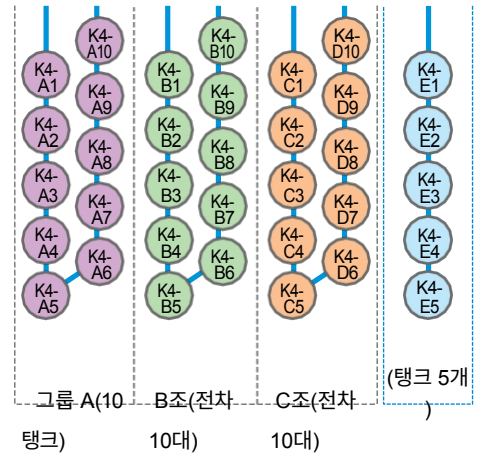 K4-A1
K4-A2
K4-A3
K4-A4
K4-A5
K4-A6
K4-A7
K4-A8
K4-A9
K4-A10
K4-B1
K4-B2
K4-B3
K4-B4
K4-B5
K4-B6
K4-B7
K4-B8
K4-B9
K4-B10
K4-C1
K4-C2
K4-C3
K4-C4
K4-C5
K4-D6
K4-D7
K4-D8
K4-D9
K4-D10
K4-E1
K4-E2
K4-E3
K4-E4
K4-E5
그룹 A(10
탱크)
B조(전차
10대)
C조(전차
10대)
(탱크 5개
)